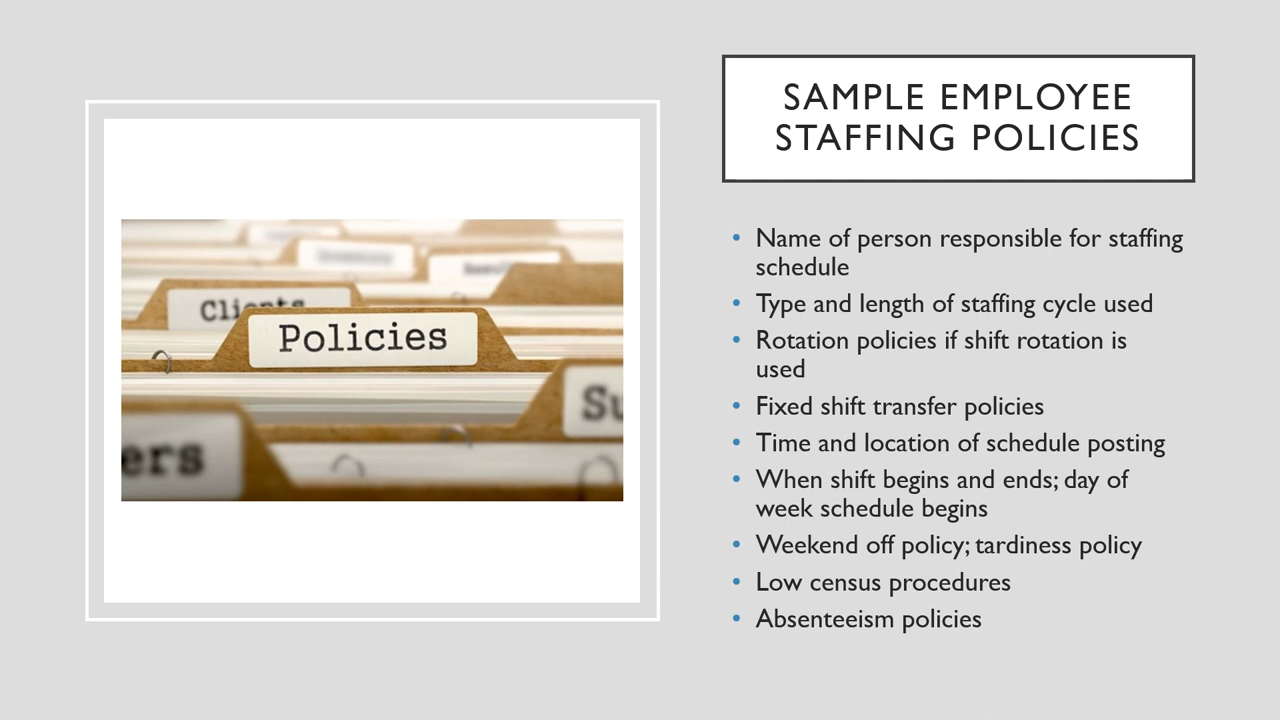 SAMPLE EMPLOYEE
STAFFING POLICIES
Clients
Policies
ers
Su
• Name of person responsible for staffing
schedule
• Type and length of staffing cycle used
• Rotation policies if shift rotation is
used
• Fixed shift transfer policies
• Time and location of schedule posting
• When shift begins and ends; day of
week schedule begins
• Weekend off policy; tardiness policy
• Low census procedures
• Absenteeism policies